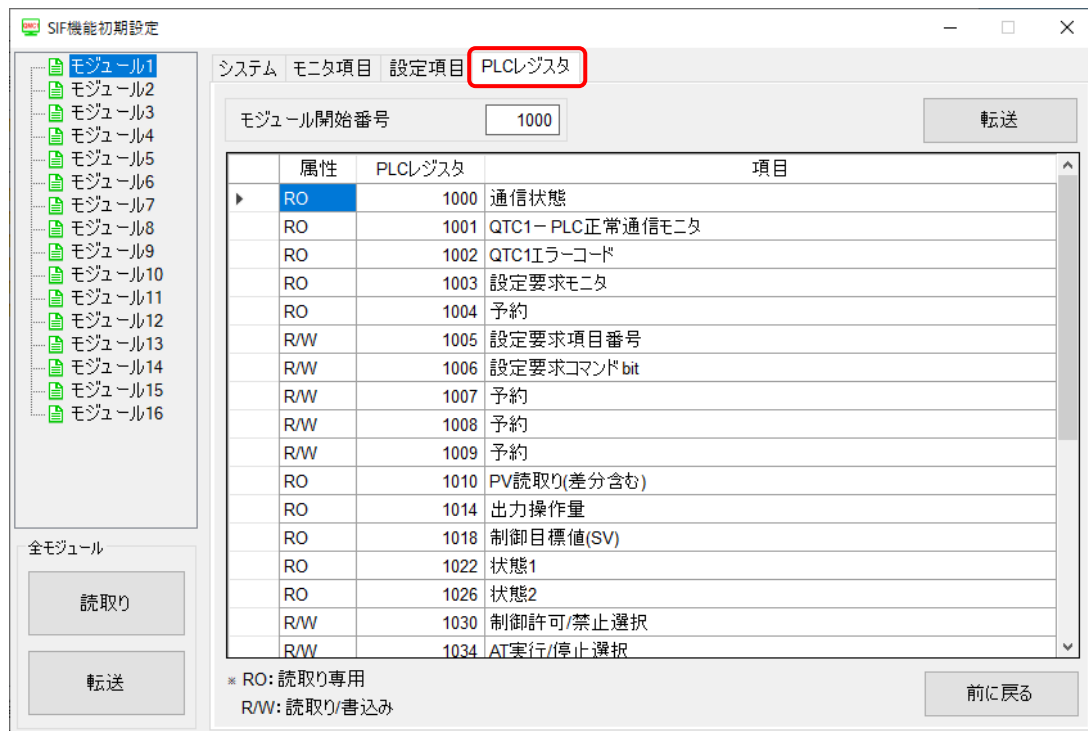 SIF機能初期設定
モジュール1
モジュール2
モジュール3
モジュール4
モジュール5
モジュール6
モジュール7
モジュール8
モジュール9
モジュール10
モジュール11
モジュール12
モジュール13
モジュール14
モジュール15
モジュール16
全モジュール
読取り
転送
システム モニタ項目 設定項目 PLCレジスタ
モジュール開始番号 1000 転送
属性 PLCレジスタ 項目
RO 1000 通信状態
RO 1001 QTC1－PLC正常通信モニタ
RO 1002 QTC1エラーコード
RO 1003 設定要求モニタ
RO 1004 予約
R/W 1005 設定要求項目番号
R/W 1006 設定要求コマンドbit
R/W 1007 予約
R/W 1008 予約
R/W 1009 予約
RO 1010 PV読取り(差分含む)
RO 1014 出力操作量
RO 1018 制御目標値(SV)
RO 1022 状態1
RO 1026 状態2
R/W 1030 制御許可/禁止選択
R/W 1034 AT実行/停止選択
※ RO：読取り専用
R/W：読取り/書込み
前に戻る